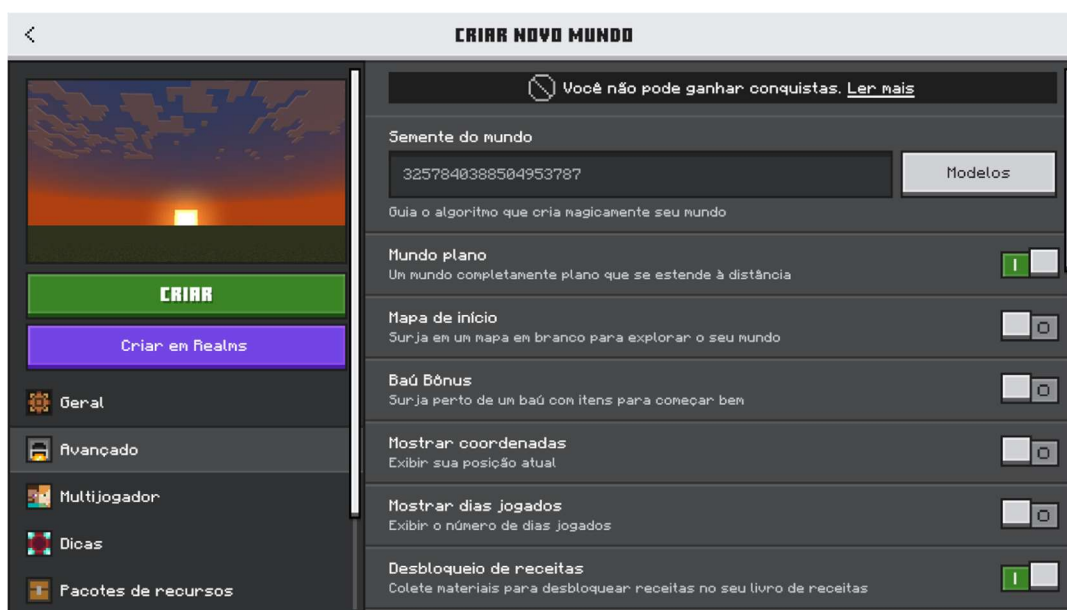 CRIAR NOVO MUNDO
Você não pode ganhar conquistas. Ler mais
Semente do mundo
3257840388504953787
Modelos
Guia o algoritmo que cria magicamente seu mundo
Mundo plano
Um mundo completamente plano que se estende à distância
Mapa de início
Surja em um mapa em branco para explorar o seu mundo
Baú Bônus
Surja perto de um baú com itens para começar bem
Mostrar coordenadas
Exibir sua posição atual
Mostrar dias jogados
Exibir o número de dias jogados
Desbloqueio de receitas
Colete materiais para desbloquear receitas no seu livro de receitas
CRIAR
Criar em Realms
Geral
Avançado
Multijogador
Dicas
Pacotes de recursos